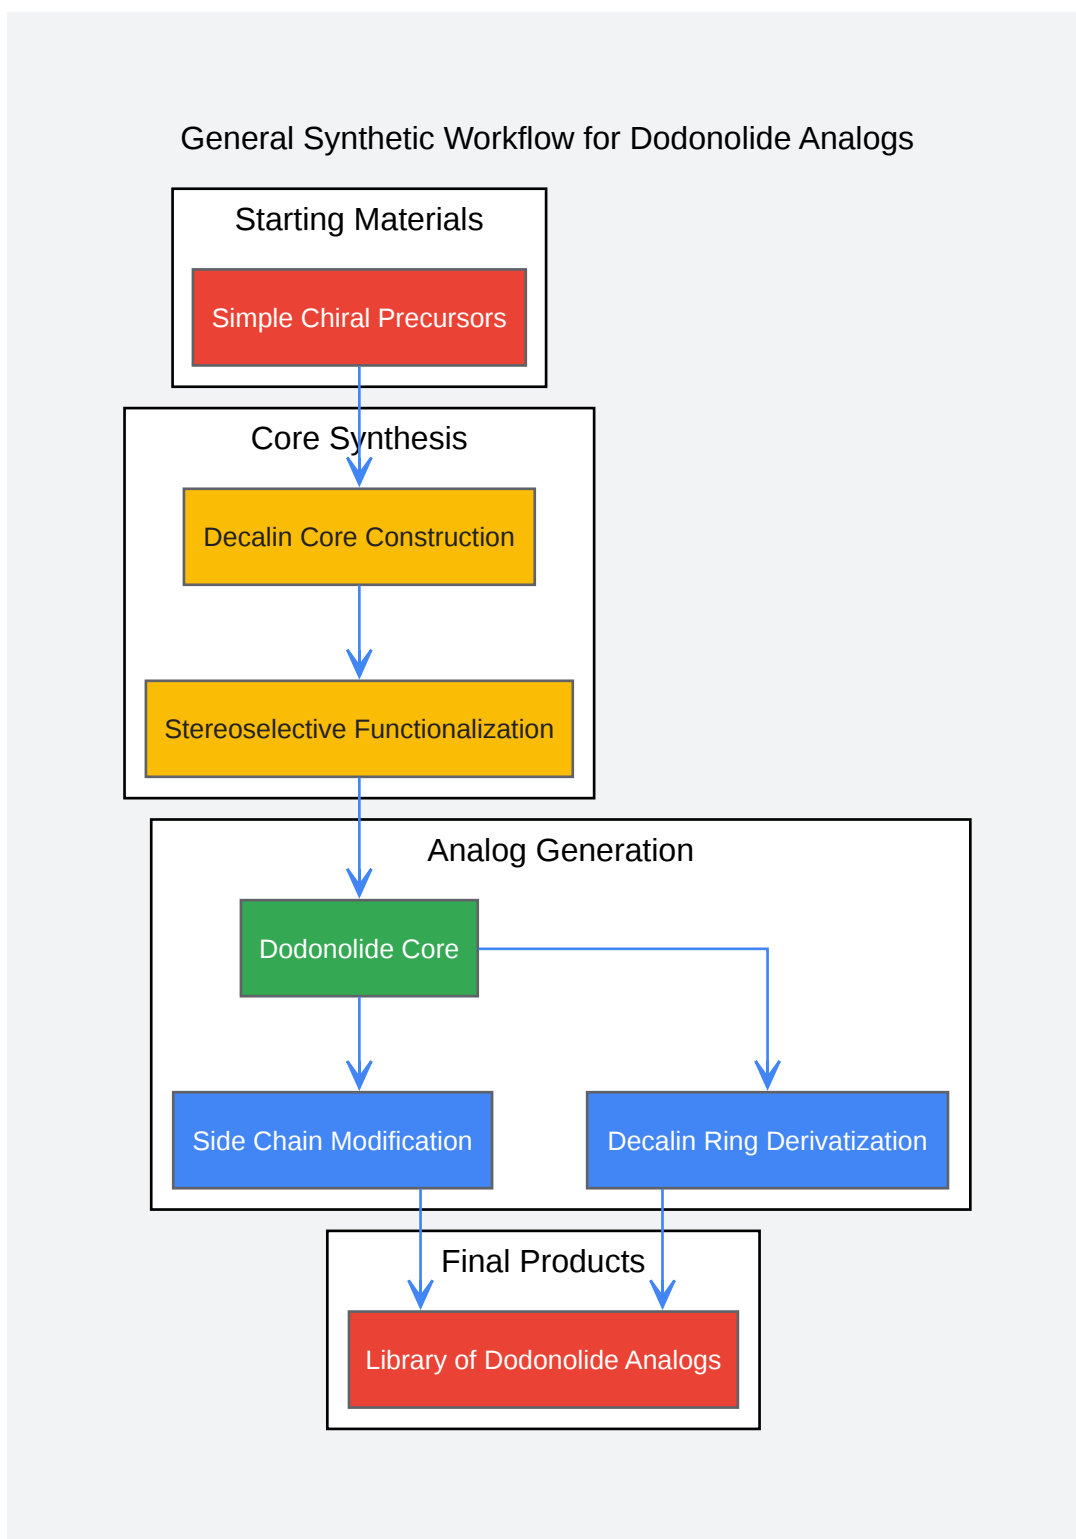 General Synthetic Workflow for Dodonolide Analogs
Starting Materials
Simple Chiral Precursors
Core Synthesis
Decalin Core Construction
Stereoselective Functionalization
Analog Generation
Dodonolide Core
Side Chain Modification
Decalin Ring Derivatization
Final Products
Library of Dodonolide Analogs